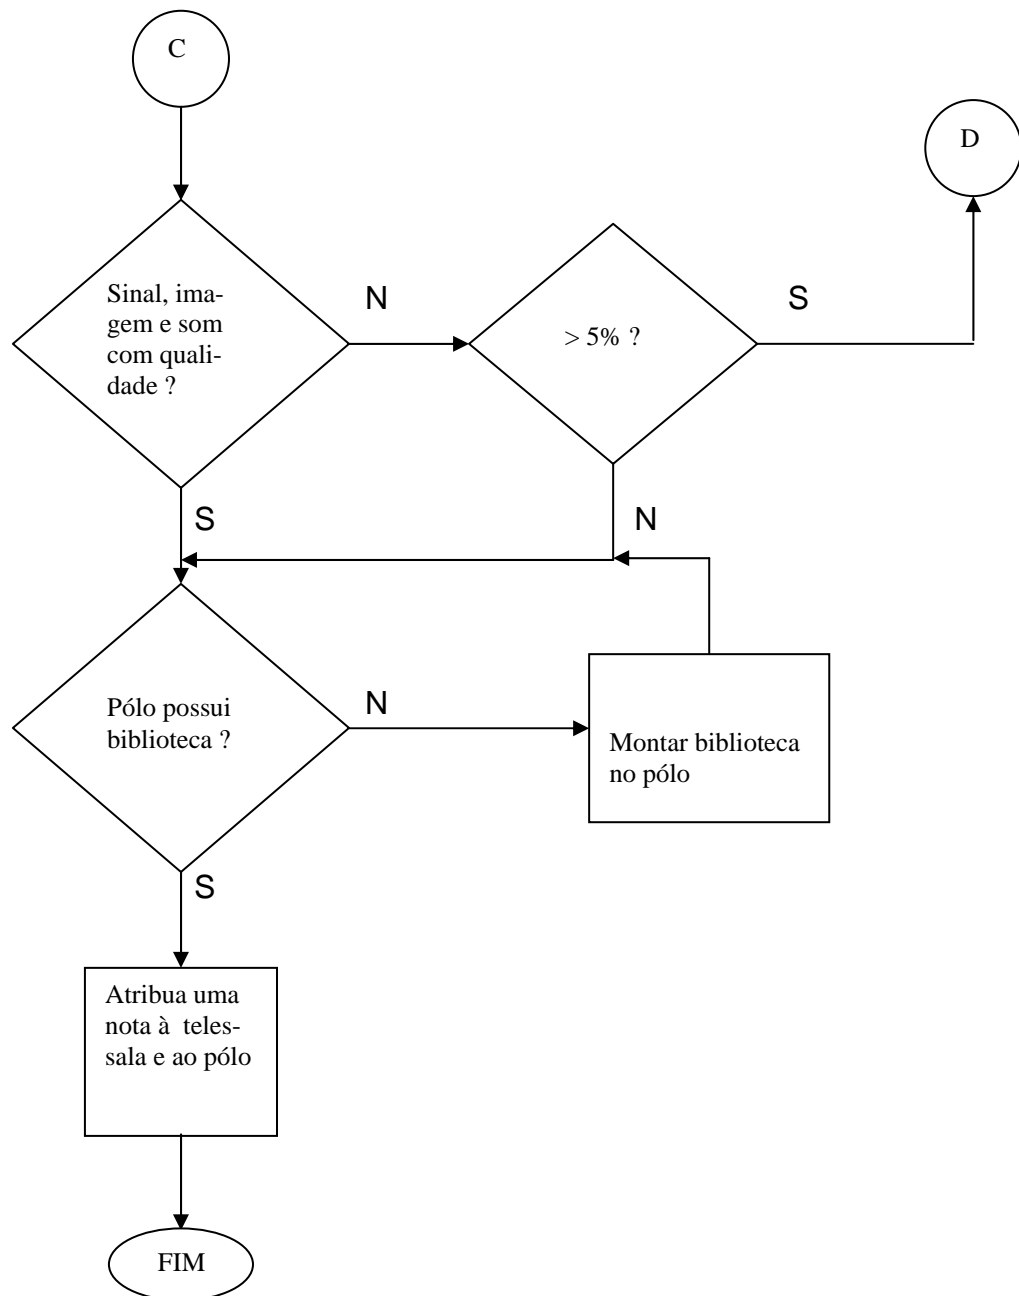 C
D
Sinal, ima-
gem e som
com quali-
dade ?
N
> 5% ?
S
S
N
Pólo possui
biblioteca ?
N
Montar biblioteca
no pólo
S
Atribua uma
nota à  teles-
sala e ao pólo
FIM